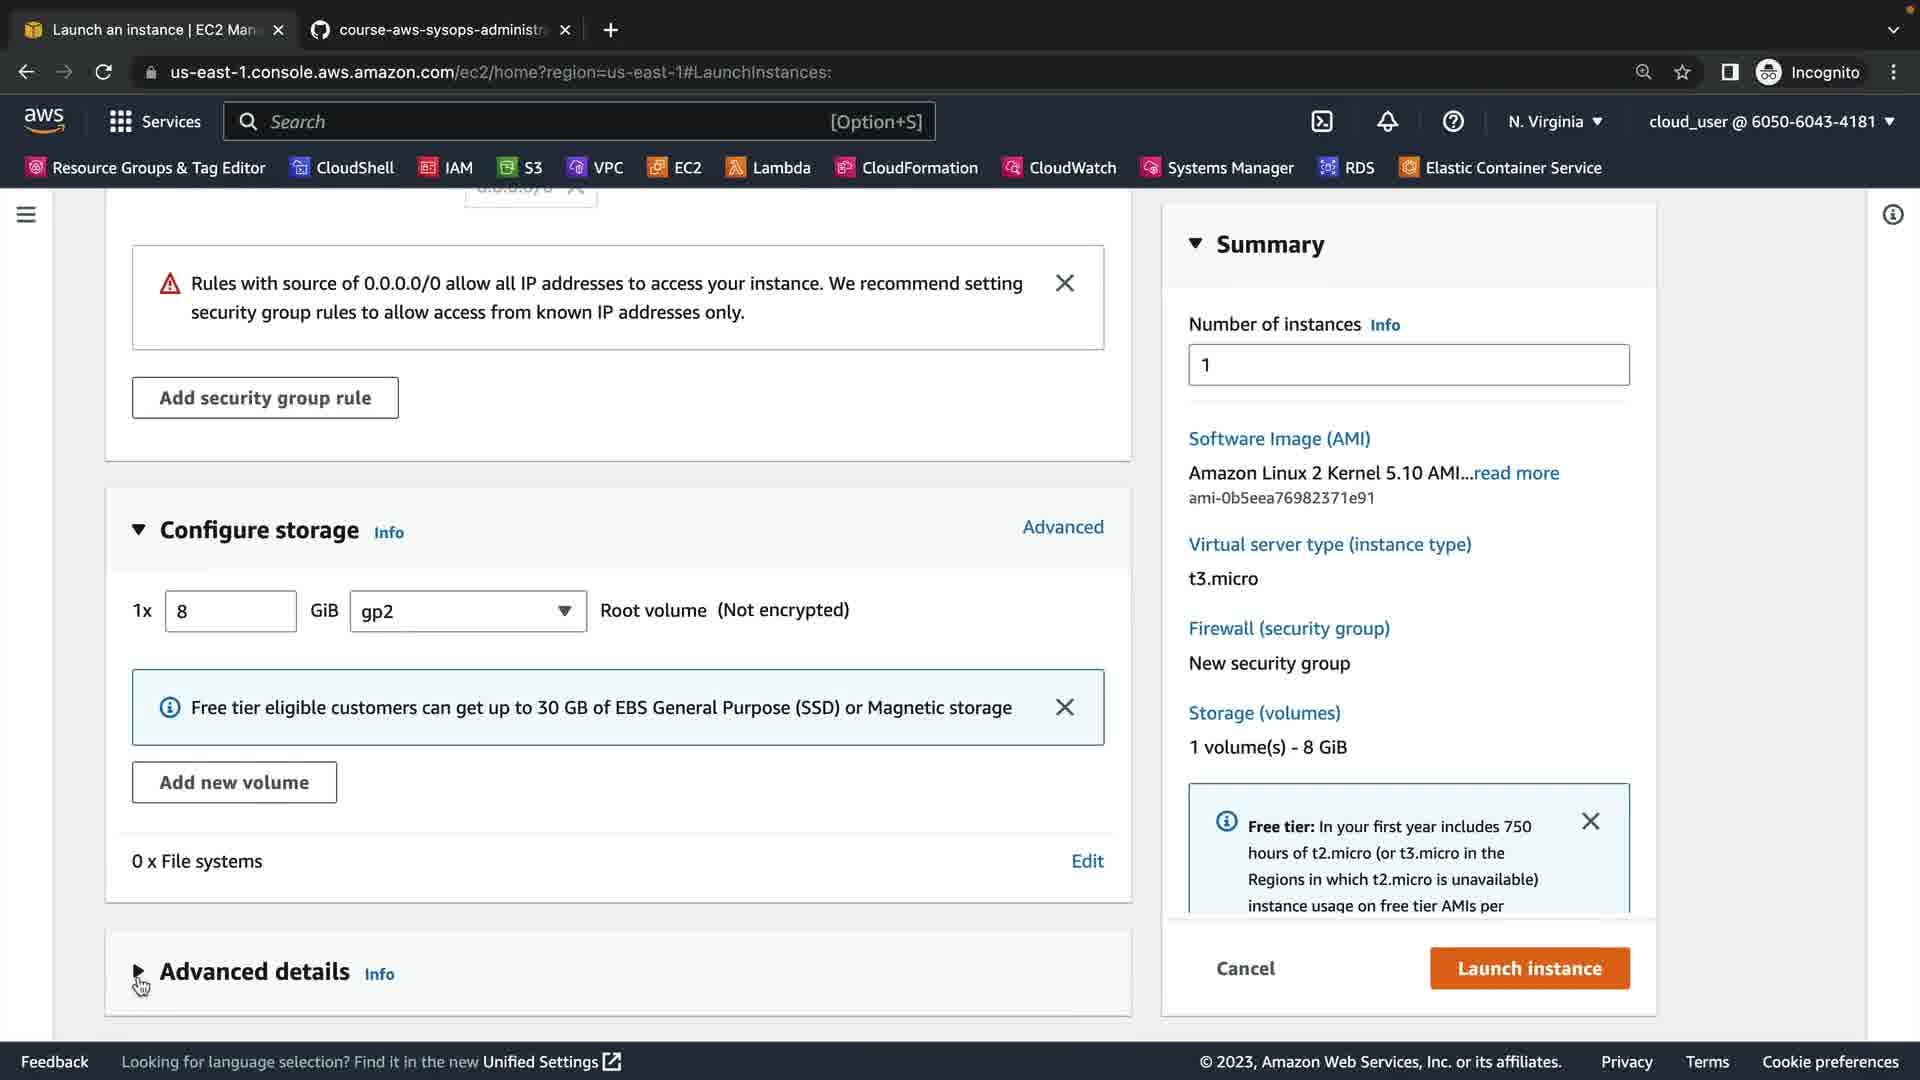 Launch an instance | EC2 Man
course-aws-sysops-administr
us-east-1.console.aws.amazon.com/ec2/home?region=us-east-1#LaunchInstances:
Incognito
aws
Services
Search
[Option+S]
N. Virginia
cloud_user @ 6050-6043-4181
Resource Groups & Tag Editor
CloudShell
IAM
S3
VPC
EC2
Lambda
CloudFormation
CloudWatch
Systems Manager
RDS
Elastic Container Service
0.0.0.0/0
Rules with source of 0.0.0.0/0 allow all IP addresses to access your instance. We recommend setting
security group rules to allow access from known IP addresses only.
Add security group rule
Configure storage Info
Advanced
1x 8 GiB gp2 Root volume (Not encrypted)
Free tier eligible customers can get up to 30 GB of EBS General Purpose (SSD) or Magnetic storage
Add new volume
0 x File systems
Edit
Advanced details Info
Summary
Number of instances Info
1
Software Image (AMI)
Amazon Linux 2 Kernel 5.10 AMI...read more
ami-0b5eea76982371e91
Virtual server type (instance type)
t3.micro
Firewall (security group)
New security group
Storage (volumes)
1 volume(s) - 8 GiB
Free tier: In your first year includes 750
hours of t2.micro (or t3.micro in the
Regions in which t2.micro is unavailable)
instance usage on free tier AMIs per
Cancel
Launch instance
Feedback
Looking for language selection? Find it in the new Unified Settings
© 2023, Amazon Web Services, Inc. or its affiliates.
Privacy
Terms
Cookie preferences